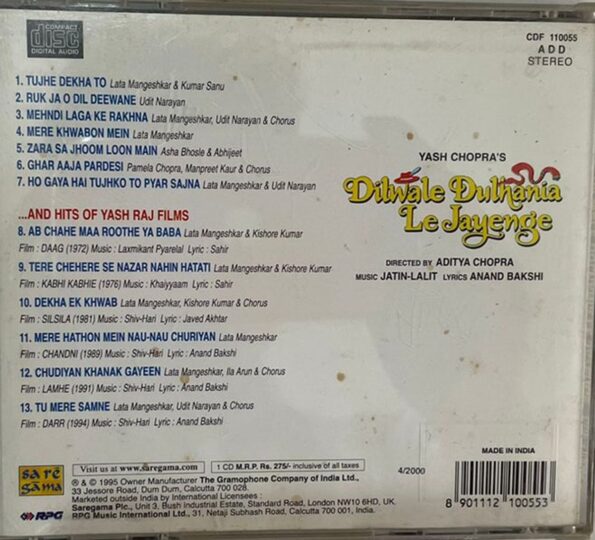 COMPACT
disc
DIGITAL AUDIO
CDF 110055
A D D
STEREO
1. TUJHE DEKHA TO Lata Mangeshkar & Kumar Sanu
2. RUK JA O DIL DEEWANE Udit Narayan
3. MEHNDI LAGA KE RAKHNA Lata Mangeshkar, Udit Narayan & Chorus
4. MERE KHWABON MEIN Lata Mangeshkar
5. ZARA SA JHOOM LOON MAIN Asha Bhosle & Abhijeet
6. GHAR AAJA PARDESI Pamela Chopra, Manpreet Kaur & Chorus
7. HO GAYA HAI TUJHKO TO PYAR SAJNA Lata Mangeshkar & Udit Narayan
...AND HITS OF YASH RAJ FILMS
8. AB CHAHE MAA ROOTHE YA BABA Lata Mangeshkar & Kishore Kumar
Film : DAAG (1972) Music : Laxmikant Pyarelal Lyric : Sahir
9. TERE CHEHERE SE NAZAR NAHIN HATATI Lata Mangeshkar & Kishore Kumar
Film : KABHI KABHIE (1976) Music : Khaiyyaam Lyric : Sahir
10. DEKHA EK KHWAB Lata Mangeshkar, Kishore Kumar & Chorus
Film : SILSILA (1981) Music : Shiv-Hari Lyric : Javed Akhtar
11. MERE HATHON MEIN NAU-NAU CHURIYAN Lata Mangeshkar
Film : CHANDNI (1989) Music : Shiv-Hari Lyric : Anand Bakshi
12. CHUDIYAN KHANAK GAYEEN Lata Mangeshkar, Ila Arun & Chorus
Film : LAMHE (1991) Music : Shiv-Hari Lyric : Anand Bakshi
13. TU MERE SAMNE Lata Mangeshkar, Udit Narayan & Chorus
Film : DARR (1994) Music : Shiv-Hari Lyric : Anand Bakshi
YASH CHOPRA'S
Dilwale Dulhania
Le Jayenge
DIRECTED BY ADITYA CHOPRA
MUSIC JATIN-LALIT LYRICS ANAND BAKSHI
MADE IN INDIA
sa re
ga ma
RPG
Visit us at www.saregama.com
1 CD M.R.P. Rs. 275/- inclusive of all taxes
4/2000
℗ & © 1995 Owner Manufacturer The Gramophone Company of India Ltd.,
33 Jessore Road, Dum Dum, Calcutta 700 028.
Marketed outside India by International Licensees :
Saregama Plc, Unit 3, Bush Industrial Estate, Standard Road, London NW10 6HD, UK.
RPG Music International Ltd., 31, Netaji Subhash Road, Calcutta 700 001, India.
8 901112 100553